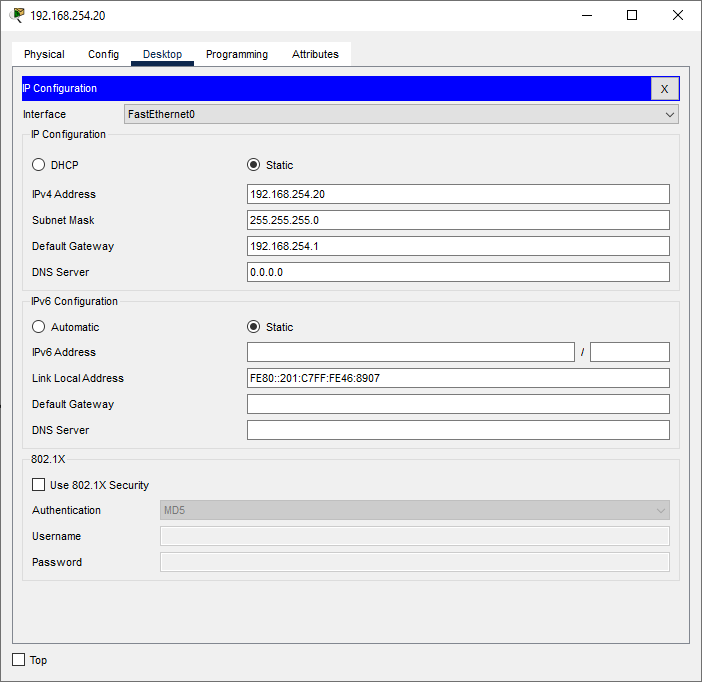 192.168.254.20
Physical Config Desktop Programming Attributes
IP Configuration X
Interface FastEthernet0
IP Configuration
DHCP Static
IPv4 Address 192.168.254.20
Subnet Mask 255.255.255.0
Default Gateway 192.168.254.1
DNS Server 0.0.0.0
IPv6 Configuration
Automatic Static
IPv6 Address /
Link Local Address FE80::201:C7FF:FE46:8907
Default Gateway
DNS Server
802.1X
Use 802.1X Security
Authentication MD5
Username
Password
Top